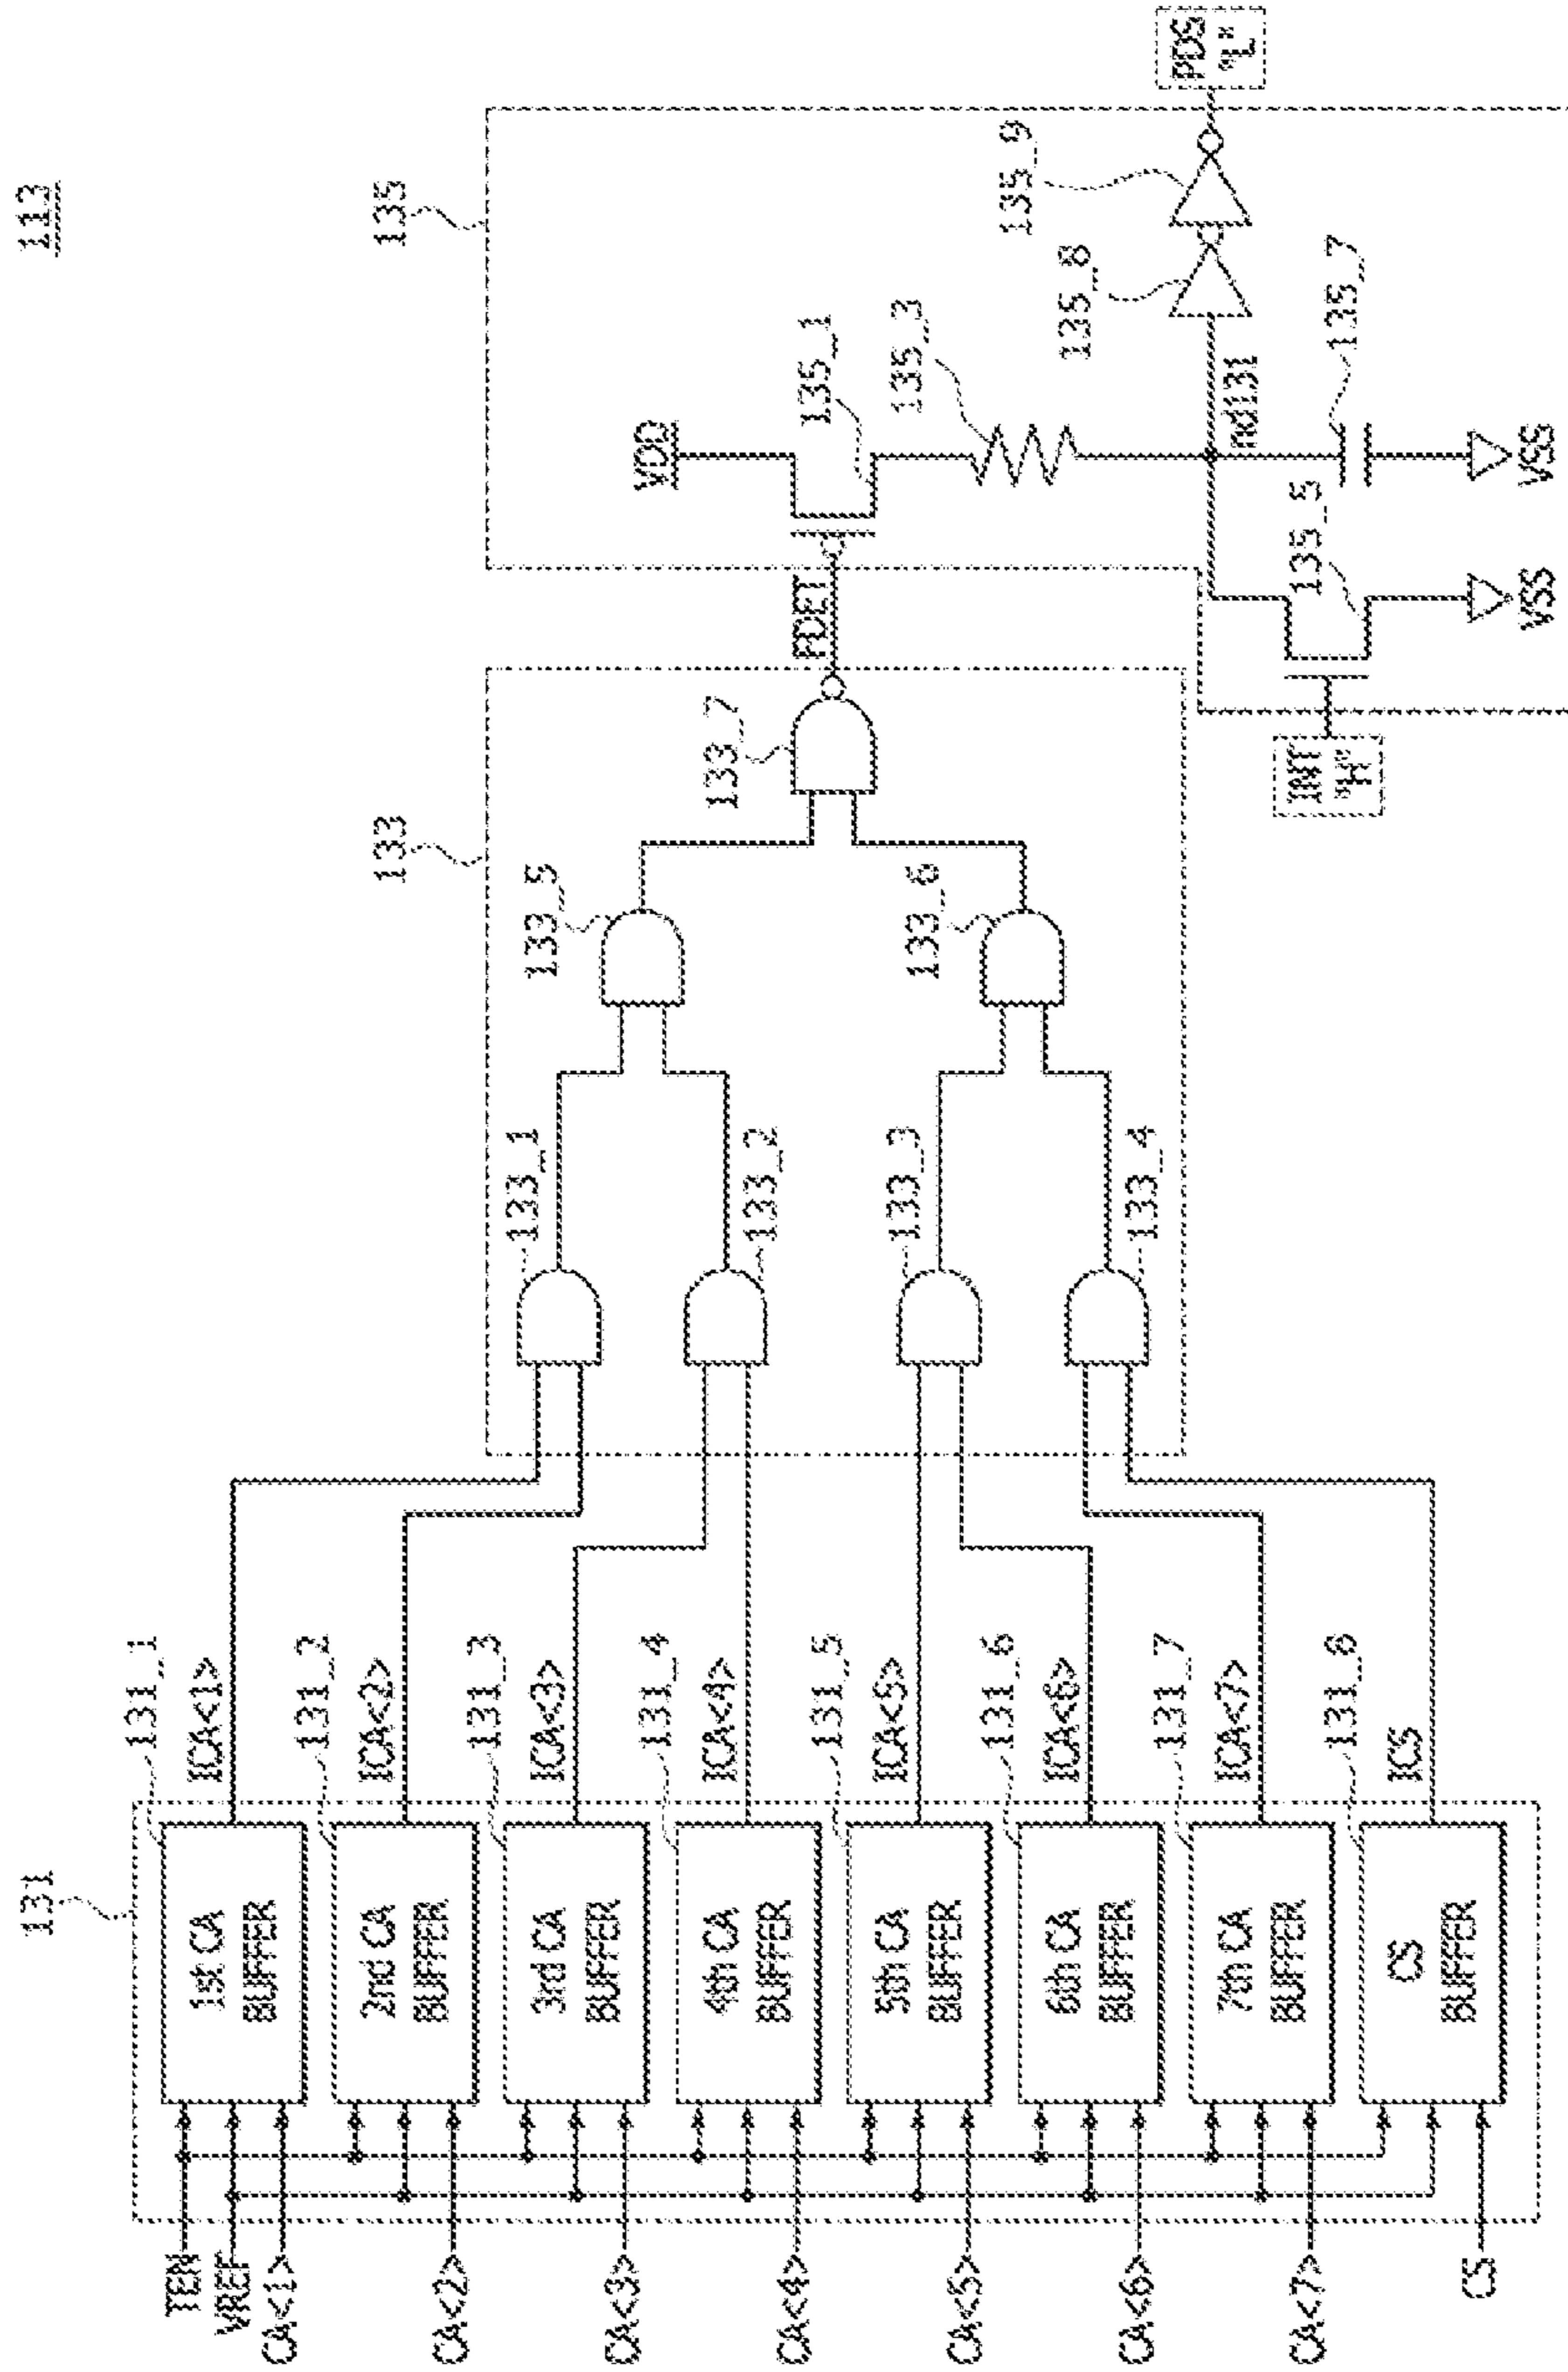 113
131
TEN
VREF
CA<1>
CA<2>
CA<3>
CA<4>
CA<5>
CA<6>
CA<7>
CS
1st CA
BUFFER
2nd CA
BUFFER
3rd CA
BUFFER
4th CA
BUFFER
5th CA
BUFFER
6th CA
BUFFER
7th CA
BUFFER
CS
BUFFER
131_1
ICA<1>
131_2
ICA<2>
131_3
ICA<3>
131_4
ICA<4>
131_5
ICA<5>
131_6
ICA<6>
131_7
ICA<7>
131_8
ICS
133
133_1
133_2
133_3
133_4
133_5
133_6
133_7
FDET
135
VDD
135_1
135_3
nd131
135_8
135_9
135_7
135_5
VSS
VSS
INT
"H"
PDS
"L"